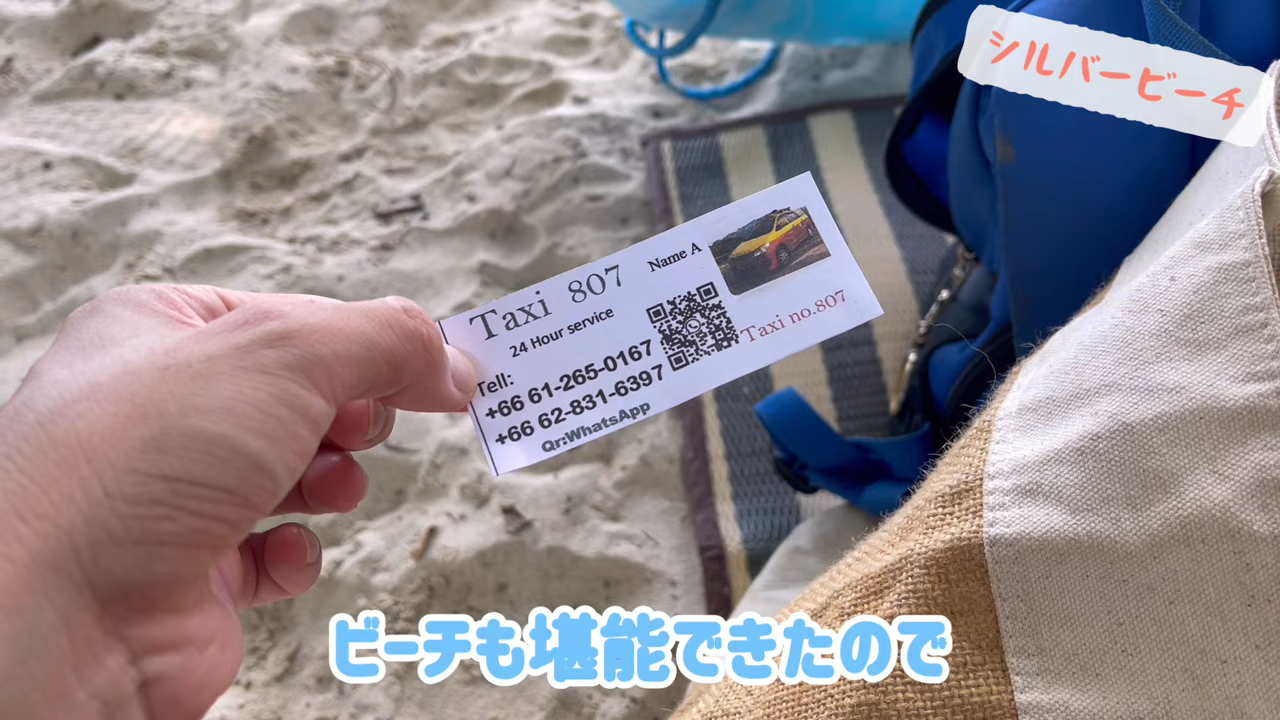 シルバービーチ
Taxi 807
Name A
24 Hour service
Tell:
+66 61-265-0167
+66 62-831-6397
Qr:WhatsApp
Taxi no.807
ビーチも堪能できたので